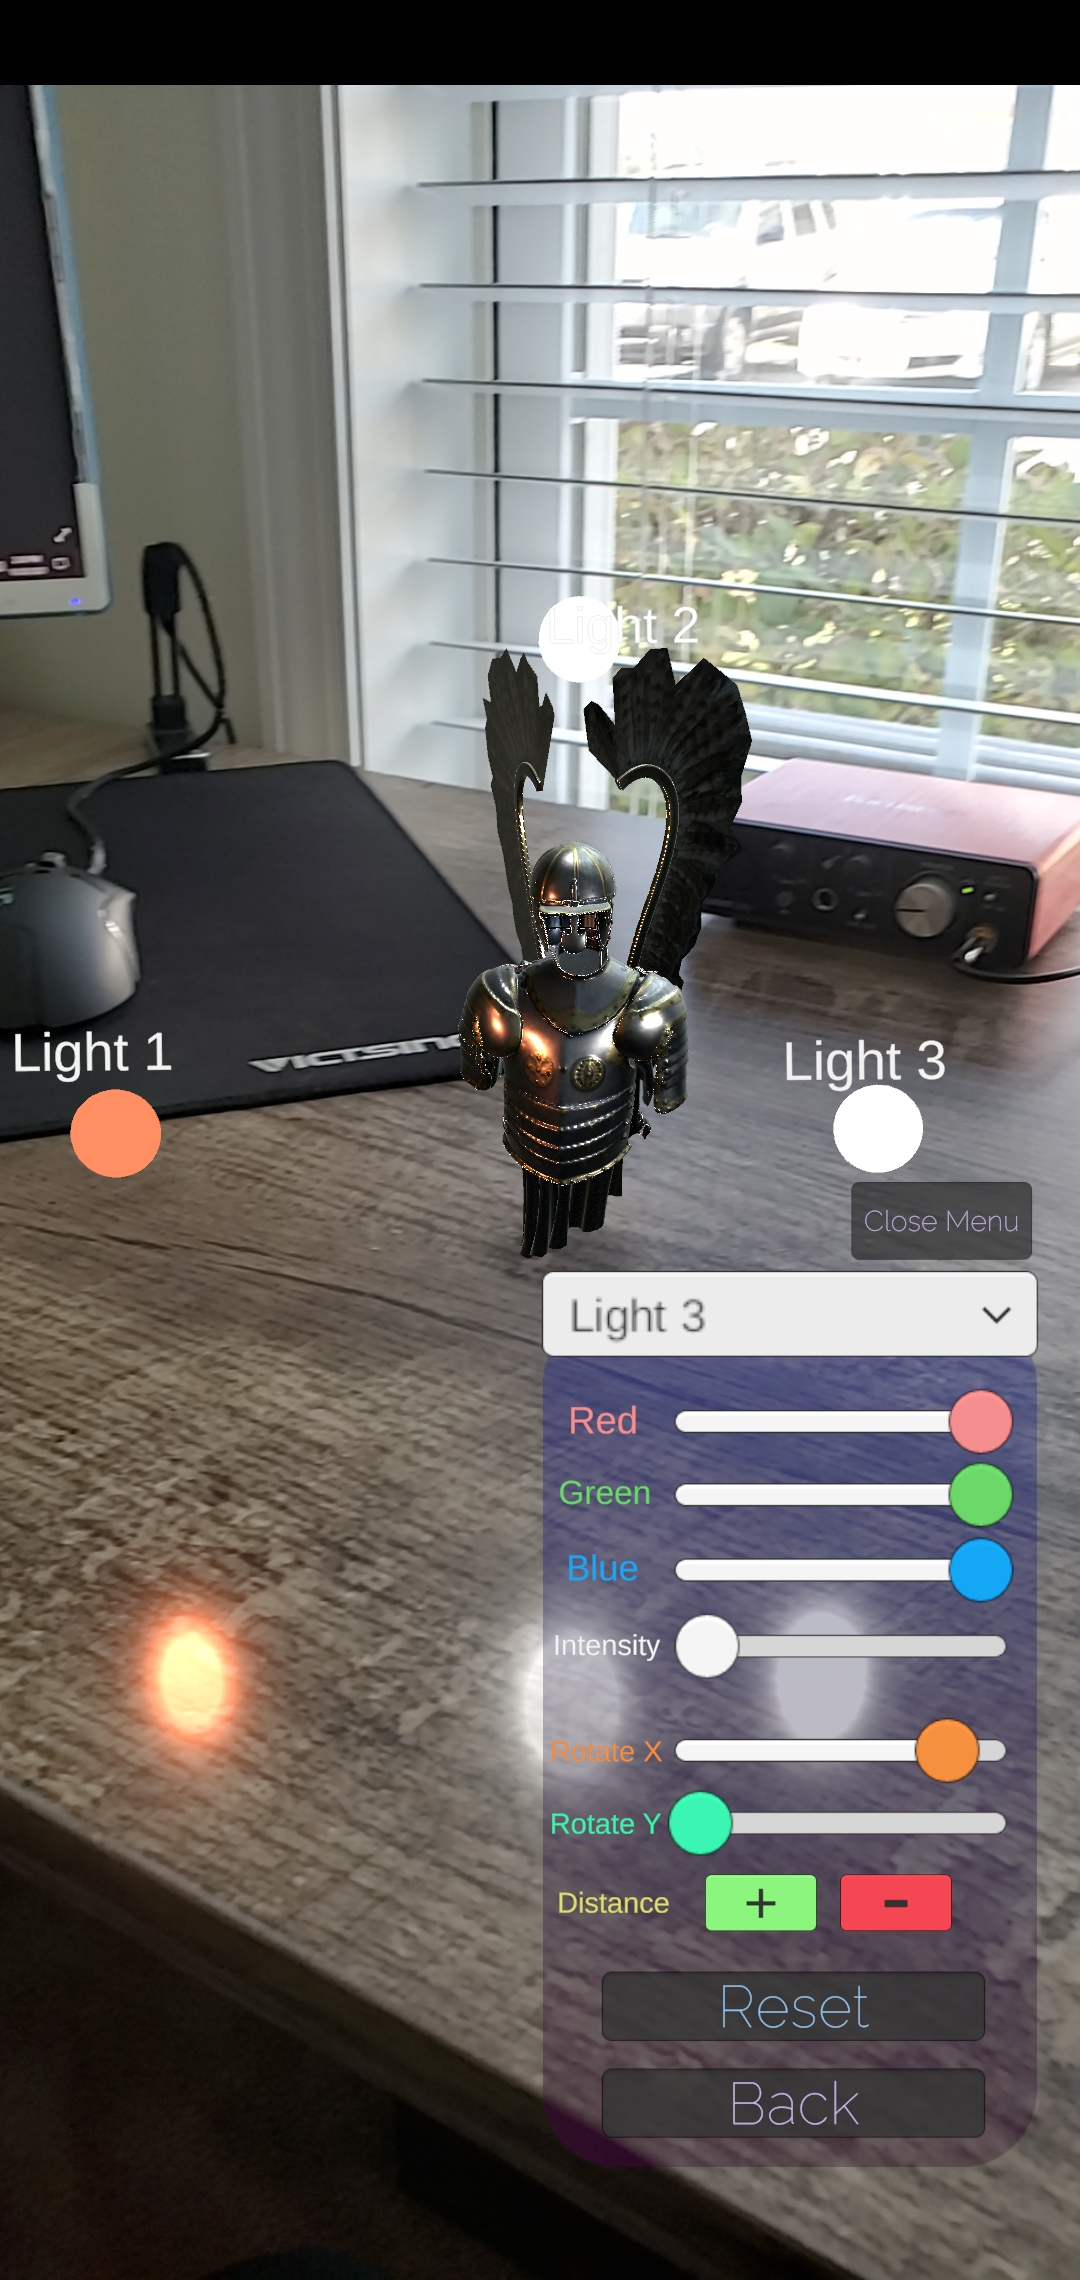 Light 2
Light 1
VICTSING
Light 3
Close Menu
Light 3
Red
Green
Blue
Intensity
Rotate X
Rotate Y
Distance
+
-
Reset
Back